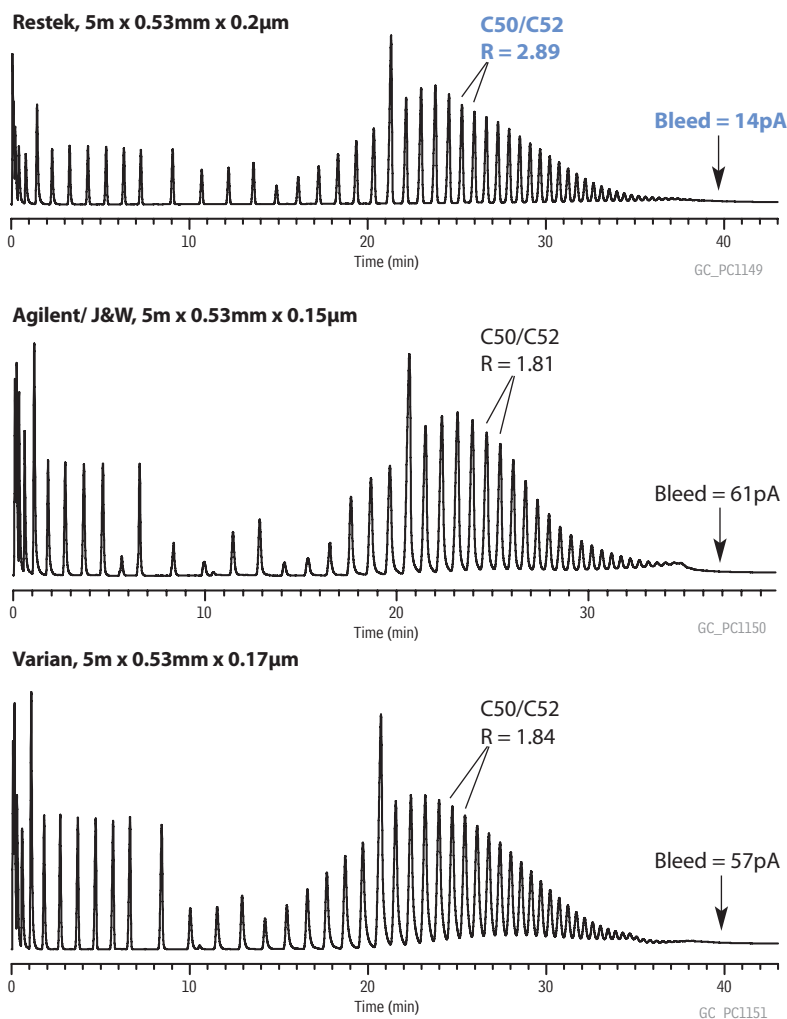 Restek, 5m x 0.53mm x 0.2µm
C50/C52
R = 2.89
Bleed = 14pA
0 10 20 30 40
Time (min)
GC_PC1149
Agilent/ J&W, 5m x 0.53mm x 0.15µm
C50/C52
R = 1.81
Bleed = 61pA
0 10 20 30
Time (min)
GC_PC1150
Varian, 5m x 0.53mm x 0.17µm
C50/C52
R = 1.84
Bleed = 57pA
0 10 20 30 40
Time (min)
GC_PC1151